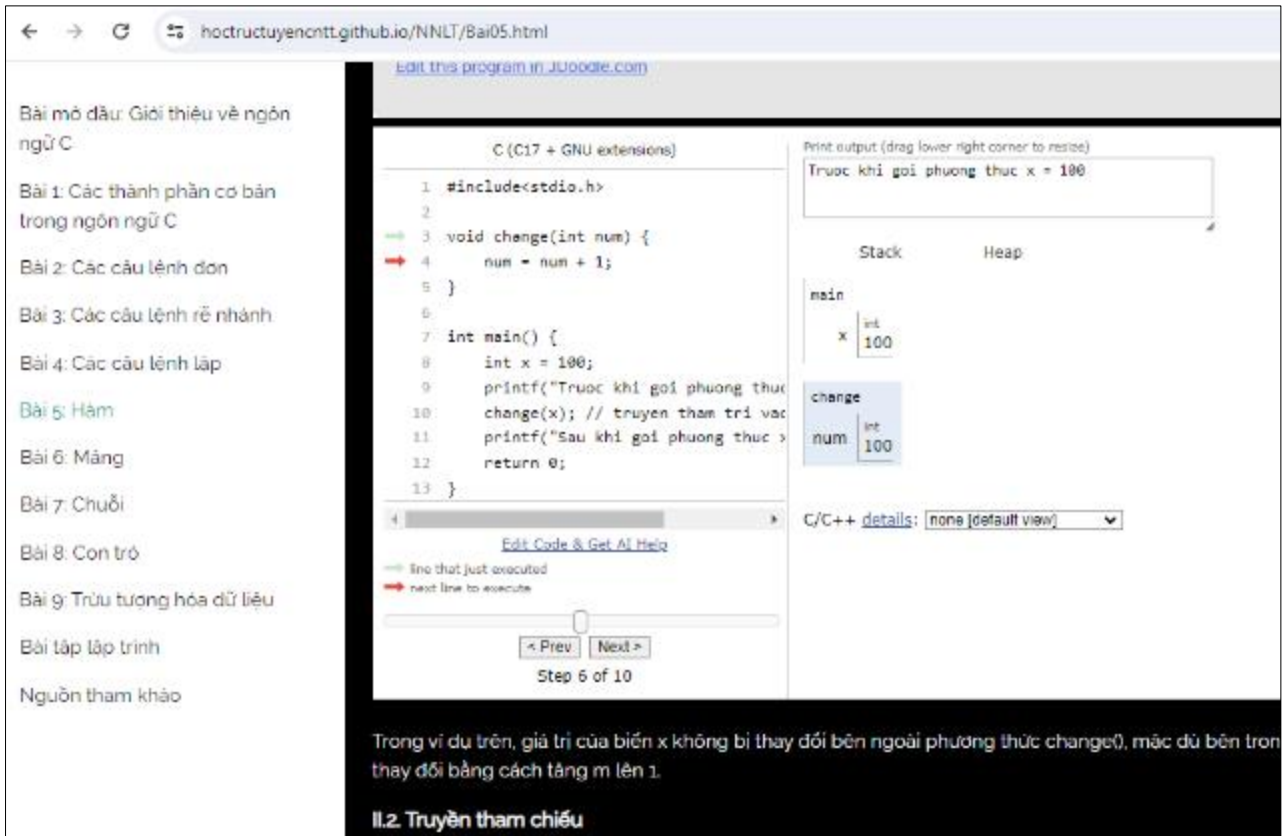 hoctructuyencntt.github.io/NNLT/Bai05.html
Edit this program in JDoodle.com
Bài mở đầu: Giới thiệu về ngôn
ngữ C
Bài 1: Các thành phần cơ bản
trong ngôn ngữ C
Bài 2: Các câu lệnh đơn
Bài 3: Các câu lệnh rẽ nhánh
Bài 4: Các câu lệnh lặp
Bài 5: Hàm
Bài 6: Mảng
Bài 7: Chuỗi
Bài 8: Con trỏ
Bài 9: Trừu tượng hóa dữ liệu
Bài tập lập trình
Nguồn tham khảo
C (C17 + GNU extensions)
1 #include<stdio.h>
2
3 void change(int num) {
4 num = num + 1;
5 }
6
7 int main() {
8 int x = 100;
9 printf("Truoc khi goi phuong thuc
10 change(x); // truyen tham tri vao
11 printf("Sau khi goi phuong thuc x
12 return 0;
13 }
Edit Code & Get AI Help
line that just executed
next line to execute
< Prev Next >
Step 6 of 10
Print output (drag lower right corner to resize)
Truoc khi goi phuong thuc x = 100
Stack Heap
main
int
x 100
change
int
num 100
C/C++ details: none [default view]
Trong ví dụ trên, giá trị của biến x không bị thay đổi bên ngoài phương thức change(), mặc dù bên tron
thay đổi bằng cách tăng m lên 1.
II.2. Truyền tham chiếu